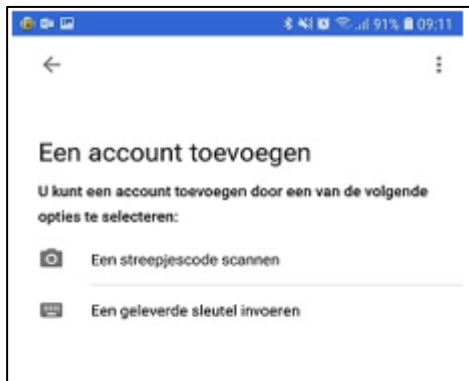 91% 09:11
Een account toevoegen
U kunt een account toevoegen door een van de volgende
opties te selecteren:
Een streepjescode scannen
Een geleverde sleutel invoeren